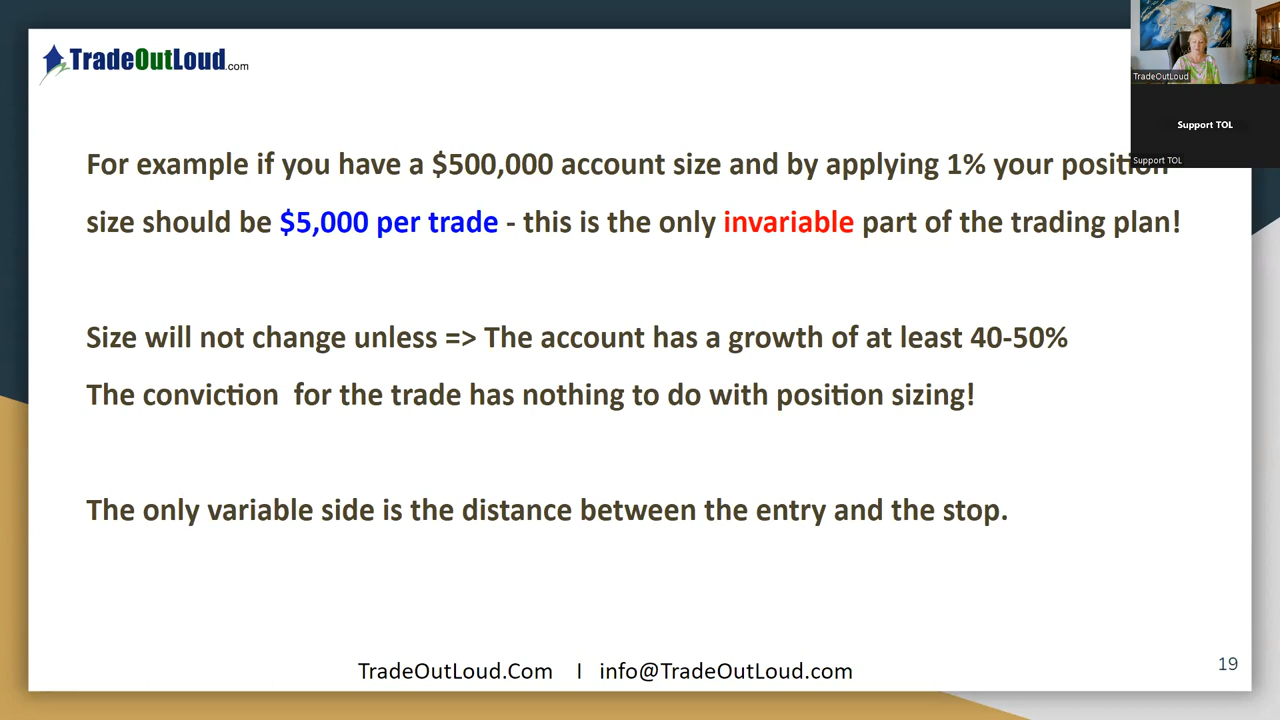 TradeOutLoud.com
TradeOutLoud
Support TOL
Support TOL
For example if you have a $500,000 account size and by applying 1% your position
size should be $5,000 per trade - this is the only invariable part of the trading plan!
Size will not change unless => The account has a growth of at least 40-50%
The conviction for the trade has nothing to do with position sizing!
The only variable side is the distance between the entry and the stop.
TradeOutLoud.Com I info@TradeOutLoud.com
19